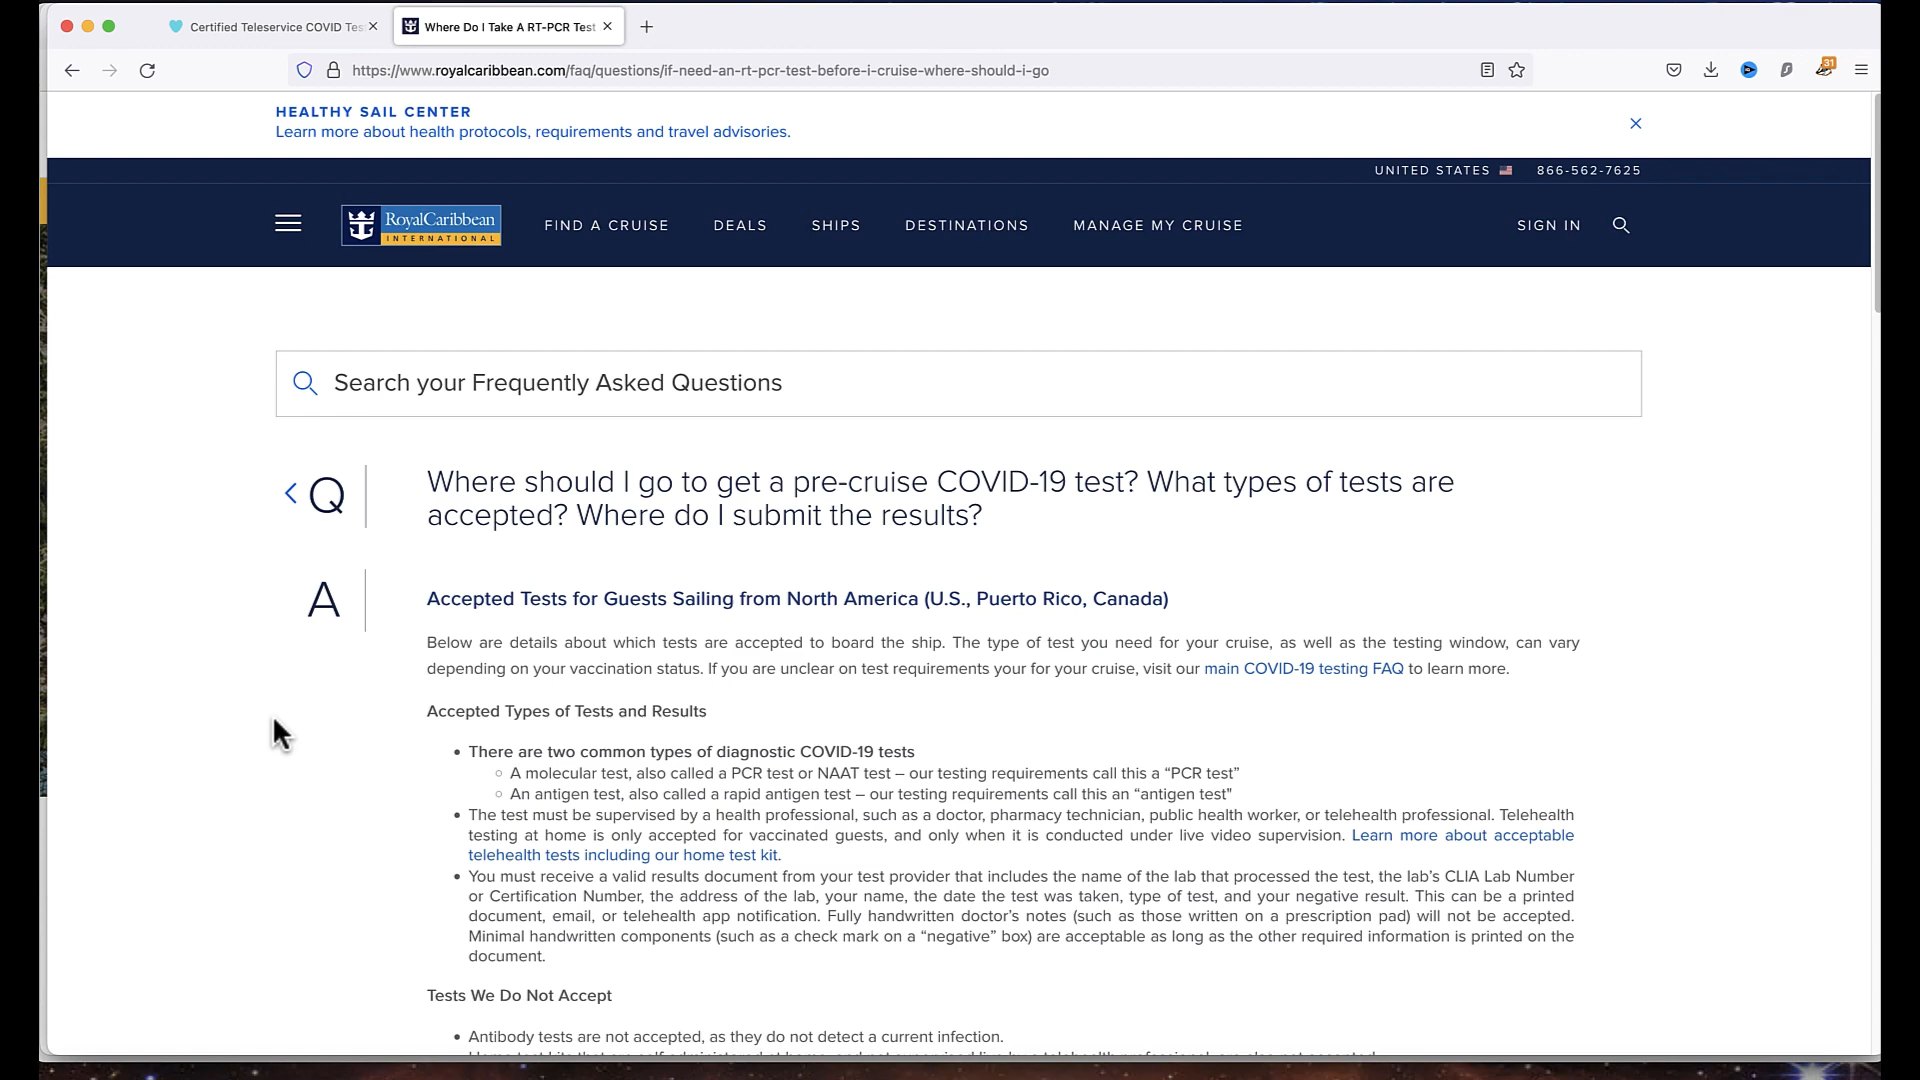 Certified Teleservice COVID Tes
Where Do I Take A RT-PCR Test
https://www.royalcaribbean.com/faq/questions/if-need-an-rt-pcr-test-before-i-cruise-where-should-i-go
31
HEALTHY SAIL CENTER
Learn more about health protocols, requirements and travel advisories.
UNITED STATES 866-562-7625
RoyalCaribbean
INTERNATIONAL
FIND A CRUISE DEALS SHIPS DESTINATIONS MANAGE MY CRUISE SIGN IN
Search your Frequently Asked Questions
Q
Where should I go to get a pre-cruise COVID-19 test? What types of tests are
accepted? Where do I submit the results?
A
Accepted Tests for Guests Sailing from North America (U.S., Puerto Rico, Canada)
Below are details about which tests are accepted to board the ship. The type of test you need for your cruise, as well as the testing window, can vary
depending on your vaccination status. If you are unclear on test requirements your for your cruise, visit our main COVID-19 testing FAQ to learn more.
Accepted Types of Tests and Results
• There are two common types of diagnostic COVID-19 tests
○ A molecular test, also called a PCR test or NAAT test – our testing requirements call this a “PCR test”
○ An antigen test, also called a rapid antigen test – our testing requirements call this an “antigen test"
• The test must be supervised by a health professional, such as a doctor, pharmacy technician, public health worker, or telehealth professional. Telehealth
testing at home is only accepted for vaccinated guests, and only when it is conducted under live video supervision. Learn more about acceptable
telehealth tests including our home test kit.
• You must receive a valid results document from your test provider that includes the name of the lab that processed the test, the lab’s CLIA Lab Number
or Certification Number, the address of the lab, your name, the date the test was taken, type of test, and your negative result. This can be a printed
document, email, or telehealth app notification. Fully handwritten doctor’s notes (such as those written on a prescription pad) will not be accepted.
Minimal handwritten components (such as a check mark on a “negative” box) are acceptable as long as the other required information is printed on the
document.
Tests We Do Not Accept
• Antibody tests are not accepted, as they do not detect a current infection.